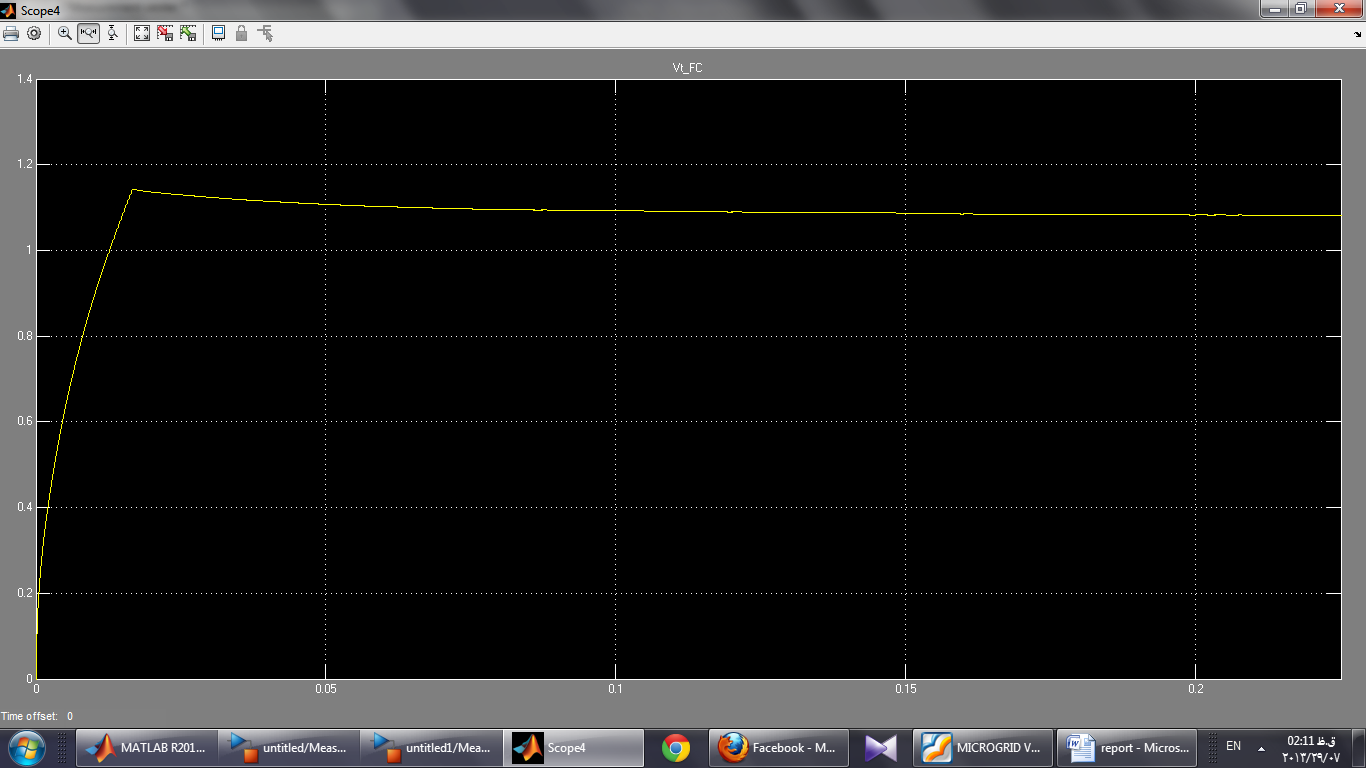 Scope4
Vt_FC
1.4
1.2
1
0.8
0.6
0.4
0.2
0
0 0.05 0.1 0.15 0.2
Time offset: 0
MATLAB R201... untitled/Meas... untitled1/Mea... Scope4 Facebook - M... MICROGRID V... report - Micros... EN
02:11 ق.ظ
۲۰۱۳/۲۹/۰۷